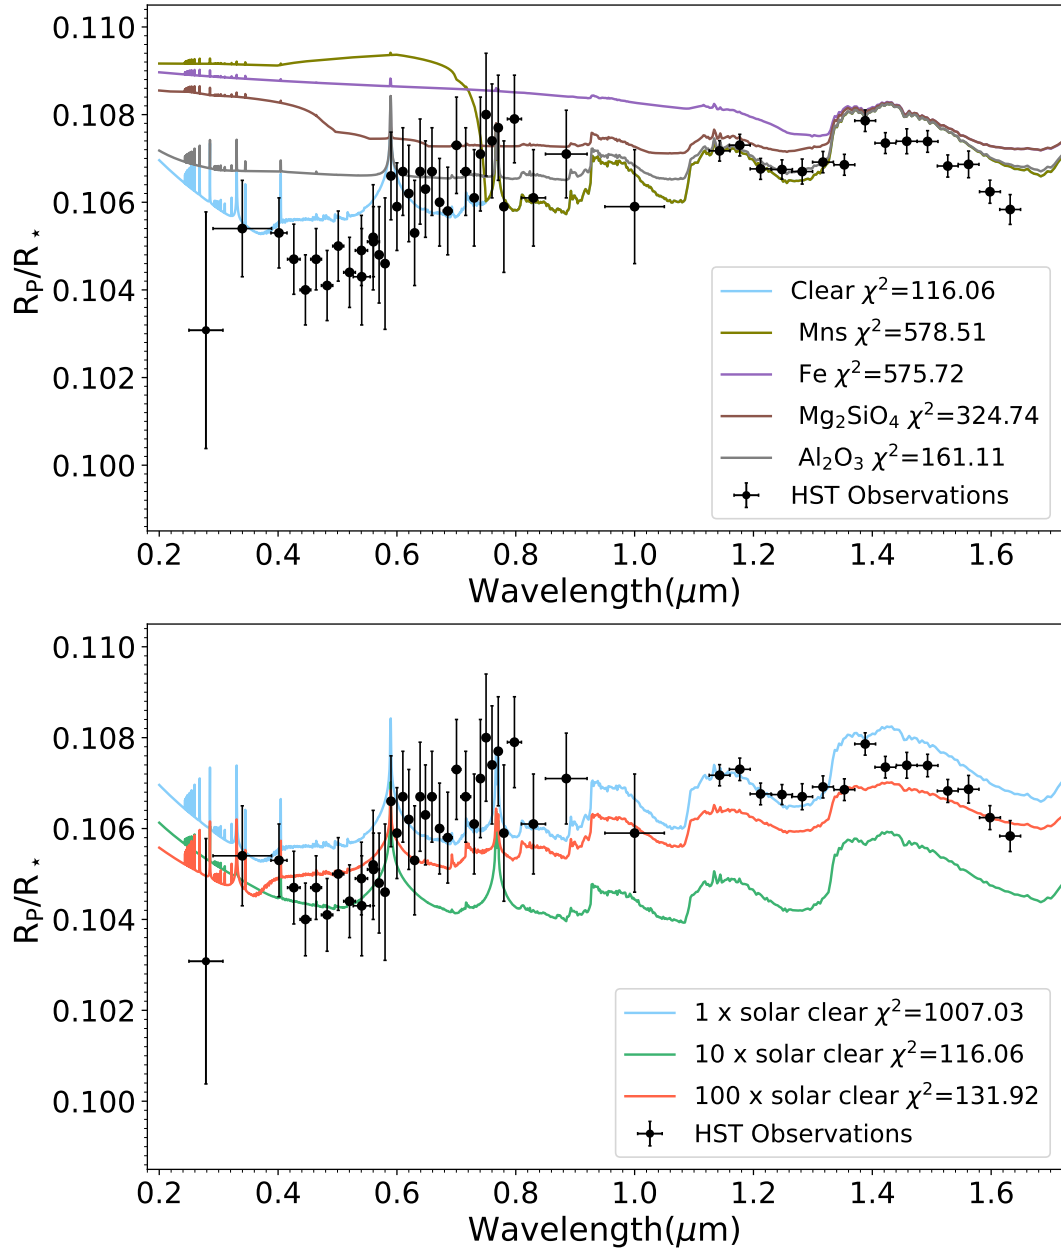 0.110
0.108
0.106
0.104
0.102
0.100
R_P/R_⋆
0.2 0.4 0.6 0.8 1.0 1.2 1.4 1.6
Wavelength(μm)
Clear χ²=116.06
Mns χ²=578.51
Fe χ²=575.72
Mg₂SiO₄ χ²=324.74
Al₂O₃ χ²=161.11
HST Observations
0.110
0.108
0.106
0.104
0.102
0.100
R_P/R_⋆
0.2 0.4 0.6 0.8 1.0 1.2 1.4 1.6
Wavelength(μm)
1 x solar clear χ²=1007.03
10 x solar clear χ²=116.06
100 x solar clear χ²=131.92
HST Observations